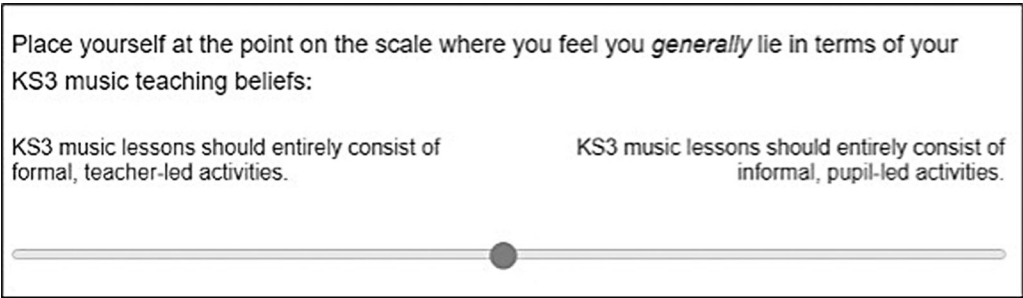 Place yourself at the point on the scale where you feel you generally lie in terms of your
KS3 music teaching beliefs:
KS3 music lessons should entirely consist of
formal, teacher-led activities.
KS3 music lessons should entirely consist of
informal, pupil-led activities.